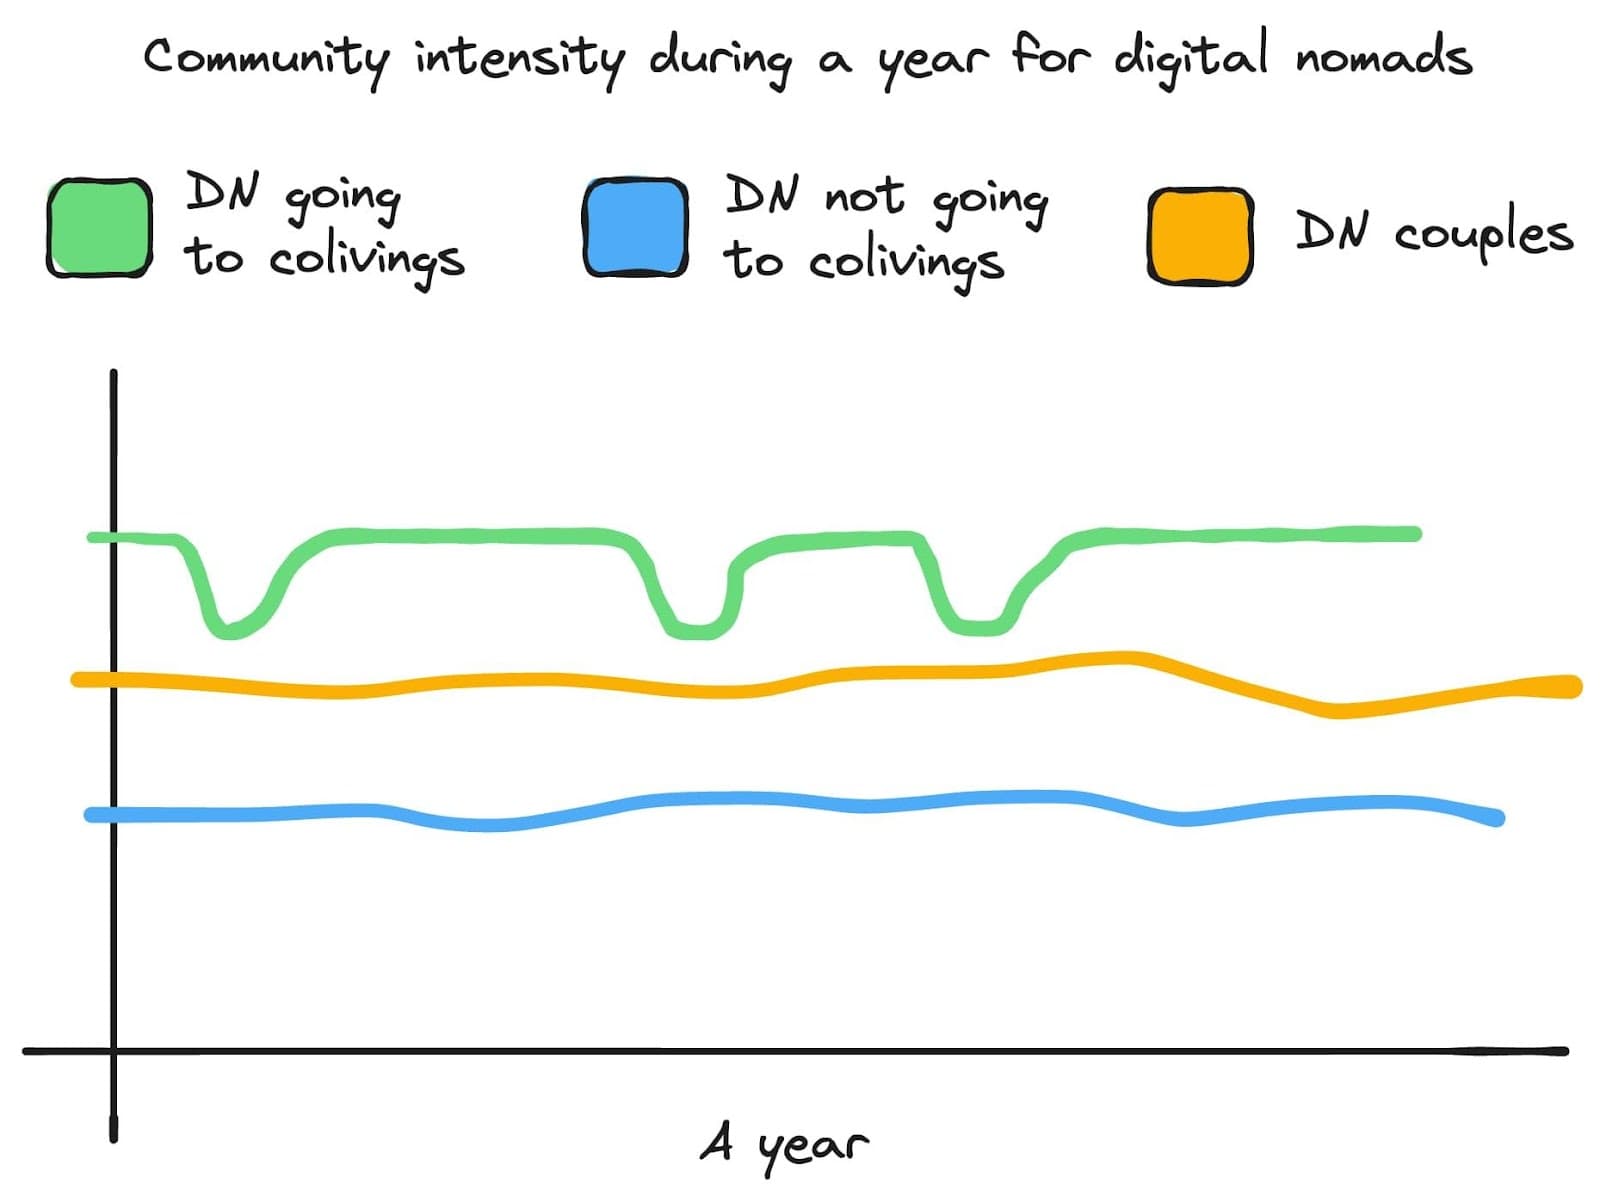 Community intensity during a year for digital nomads
DN going
to colivings
DN not going
to colivings
DN couples
A year